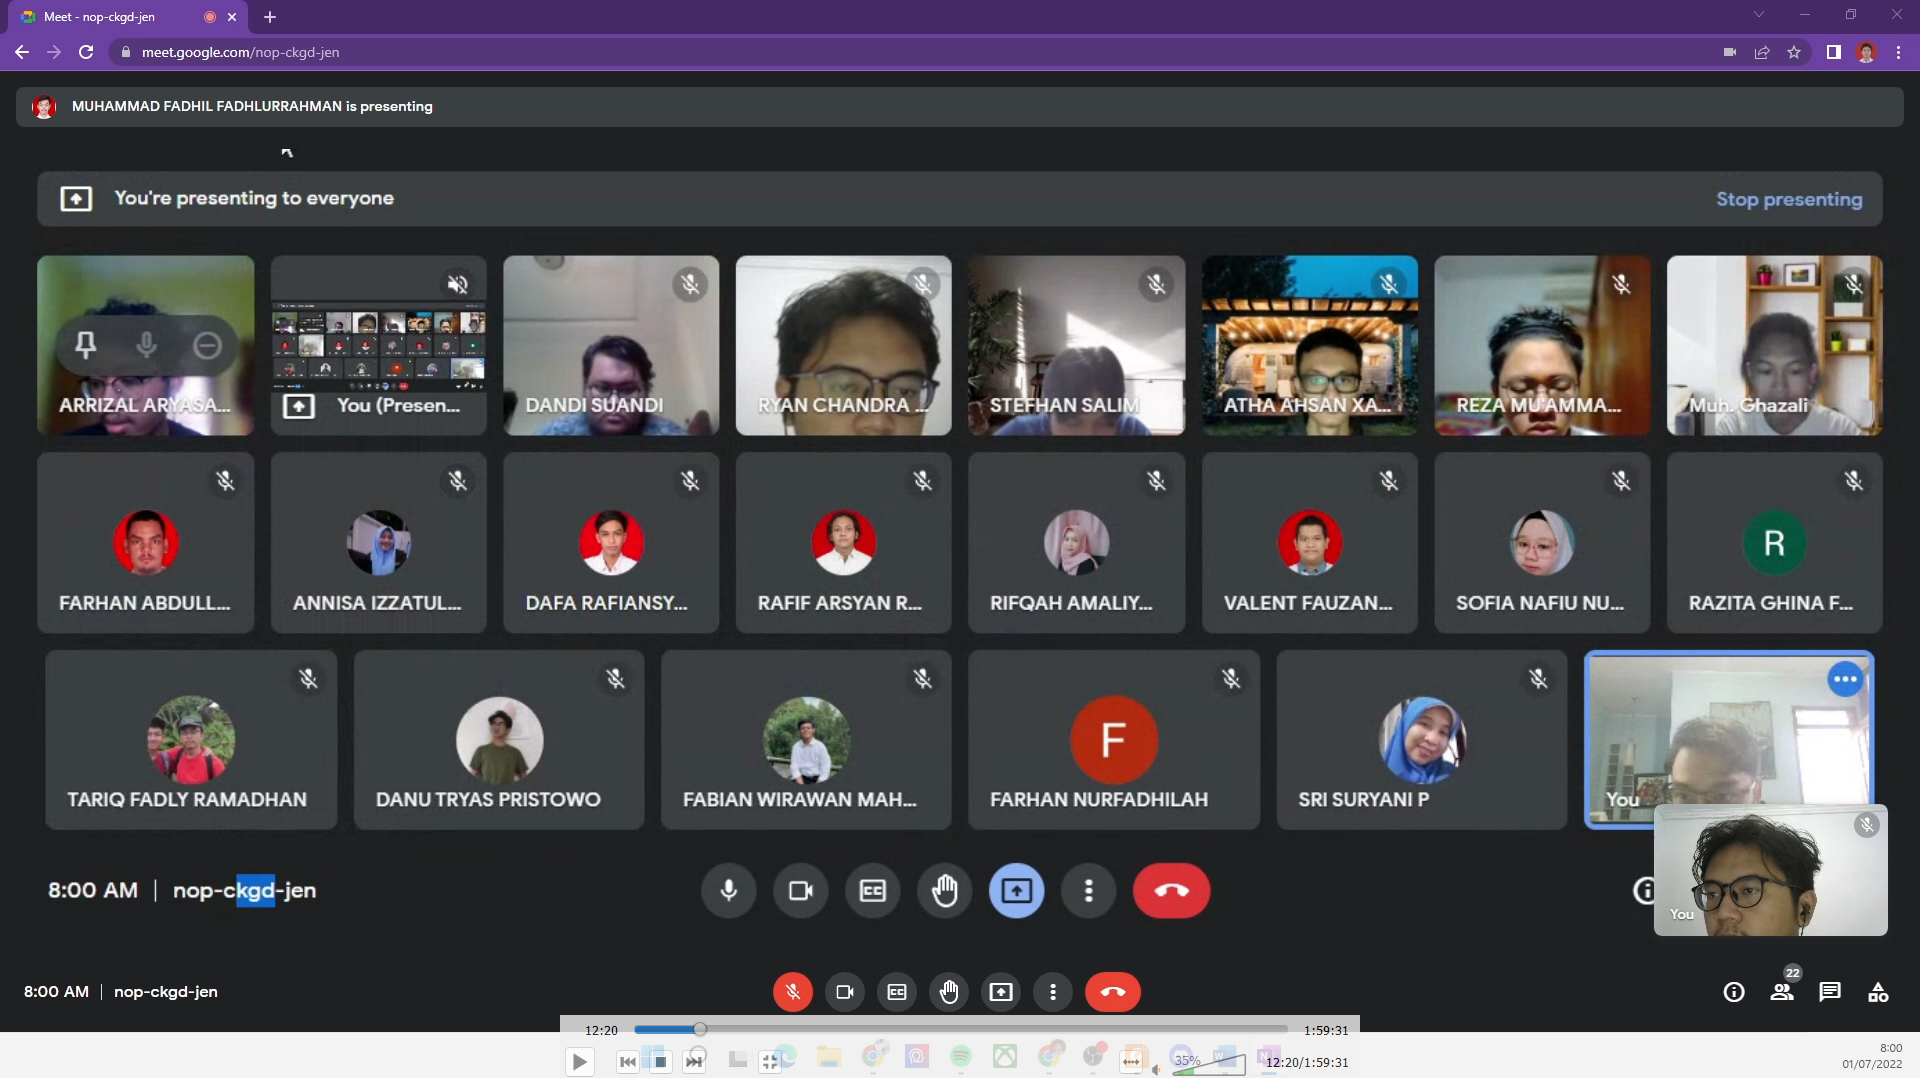 Meet - nop-ckgd-jen
meet.google.com/nop-ckgd-jen
MUHAMMAD FADHIL FADHLURRAHMAN is presenting
You're presenting to everyone
Stop presenting
ARRIZAL ARYASA...
You (Presen...
DANDI SUANDI
RYAN CHANDRA ...
STEFHAN SALIM
ATHA AHSAN XA...
REZA MU'AMMA...
Muh. Ghazali
FARHAN ABDULL...
ANNISA IZZATUL...
DAFA RAFIANSY...
RAFIF ARSYAN R...
RIFQAH AMALIY...
VALENT FAUZAN...
SOFIA NAFIU NU...
R
RAZITA GHINA F...
TARIQ FADLY RAMADHAN
DANU TRYAS PRISTOWO
FABIAN WIRAWAN MAH...
F
FARHAN NURFADHILAH
SRI SURYANI P
You
8:00 AM | nop-ckgd-jen
You
8:00 AM | nop-ckgd-jen
22
12:20
1:59:31
35%
12:20/1:59:31
8:00
01/07/2022